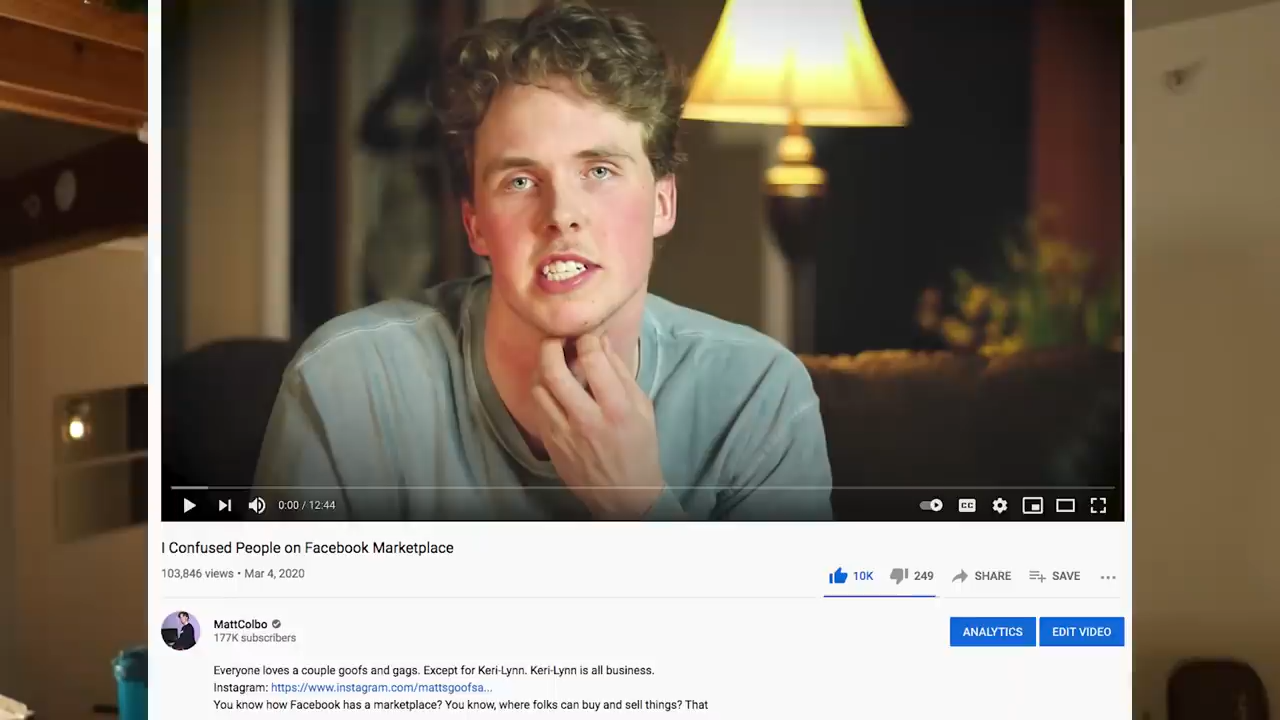 0:00 / 12:44
CC
I Confused People on Facebook Marketplace
103,846 views • Mar 4, 2020
10K
249
SHARE
SAVE
MattColbo
177K subscribers
ANALYTICS
EDIT VIDEO
Everyone loves a couple goofs and gags. Except for Keri-Lynn. Keri-Lynn is all business.
Instagram: https://www.instagram.com/mattsgoofsa...
You know how Facebook has a marketplace? You know, where folks can buy and sell things? That